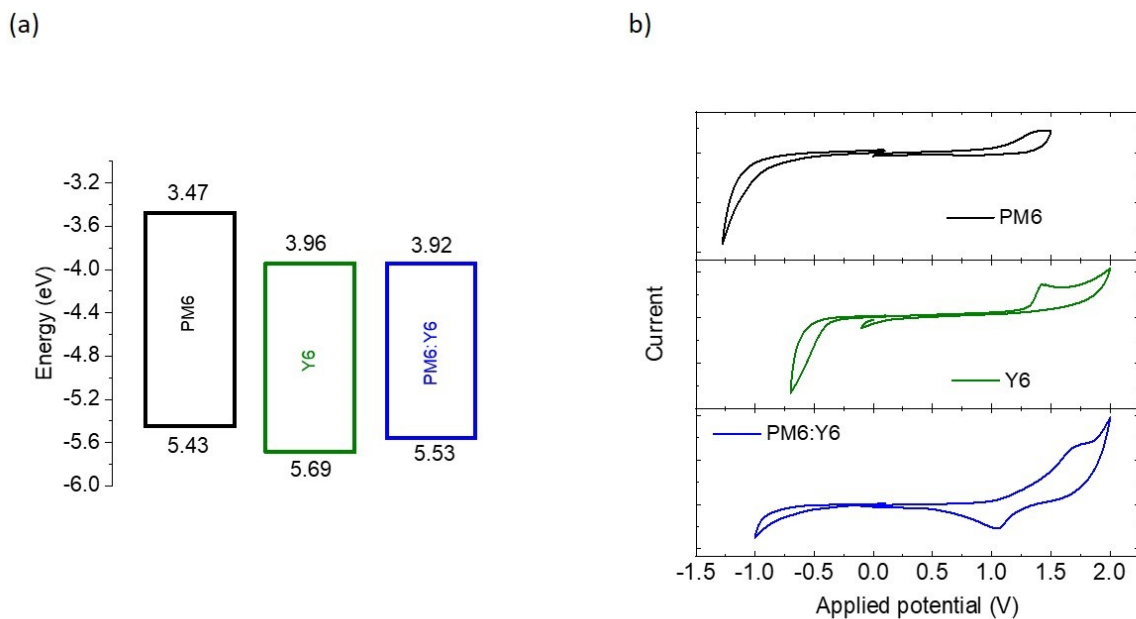 (a)
b)
-3.2
-3.6
-4.0
-4.4
-4.8
-5.2
-5.6
-6.0
Energy (eV)
3.47
PM6
5.43
3.96
Y6
5.69
3.92
PM6:Y6
5.53
Current
PM6
Y6
PM6:Y6
-1.5 -1.0 -0.5 0.0 0.5 1.0 1.5 2.0
Applied potential (V)